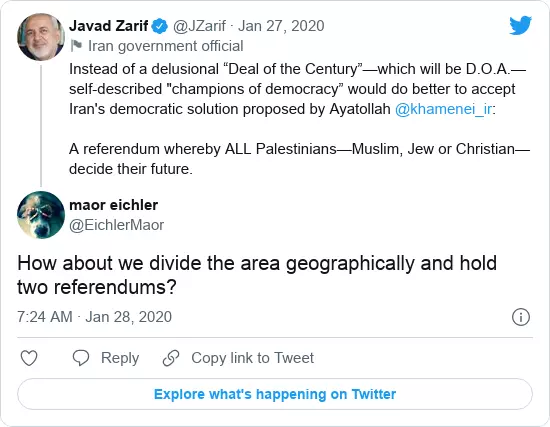 Javad Zarif @JZarif · Jan 27, 2020
Iran government official
Instead of a delusional “Deal of the Century”—which will be D.O.A.—
self-described "champions of democracy” would do better to accept
Iran's democratic solution proposed by Ayatollah @khamenei_ir:
A referendum whereby ALL Palestinians—Muslim, Jew or Christian—
decide their future.
maor eichler
@EichlerMaor
How about we divide the area geographically and hold
two referendums?
7:24 AM · Jan 28, 2020
Reply
Copy link to Tweet
Explore what's happening on Twitter